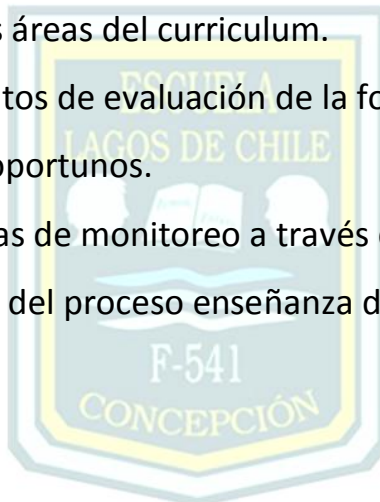 s áreas del curriculum.
ESCUELA
tos de evaluación de la fo
LAGOS DE CHILE
oportunos.
as de monitoreo a través
del proceso enseñanza d
F-541
CONCEPCIÓN